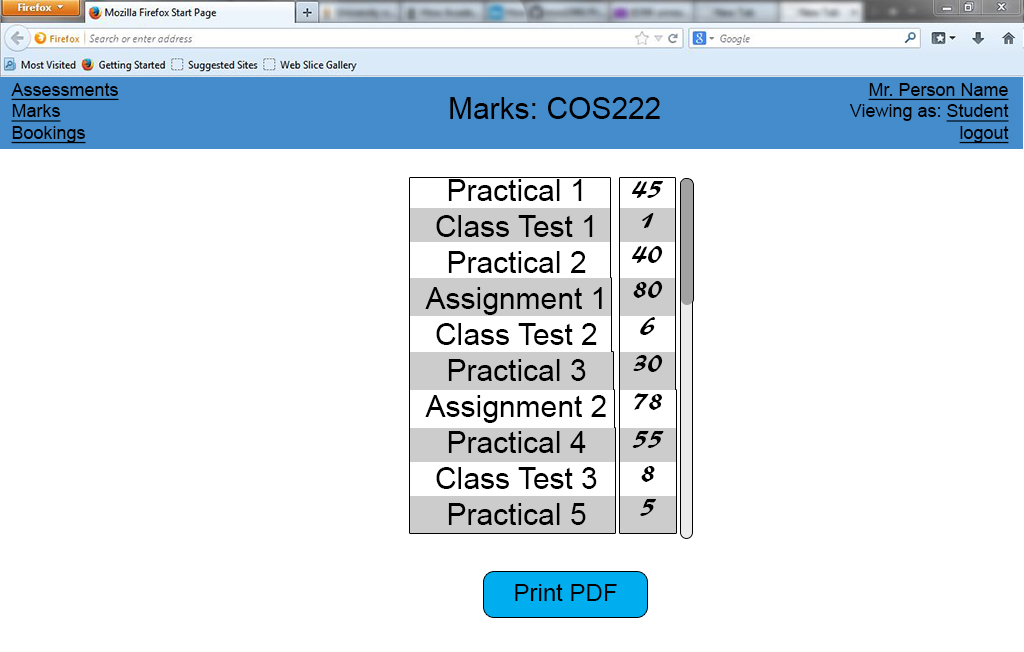 Firefox
Mozilla Firefox Start Page
Firefox Search or enter address
Google
Most Visited Getting Started Suggested Sites Web Slice Gallery
Assessments
Marks
Bookings
Marks: COS222
Mr. Person Name
Viewing as: Student
logout
Practical 1 45
Class Test 1 1
Practical 2 40
Assignment 1 80
Class Test 2 6
Practical 3 30
Assignment 2 78
Practical 4 55
Class Test 3 8
Practical 5 5
Print PDF